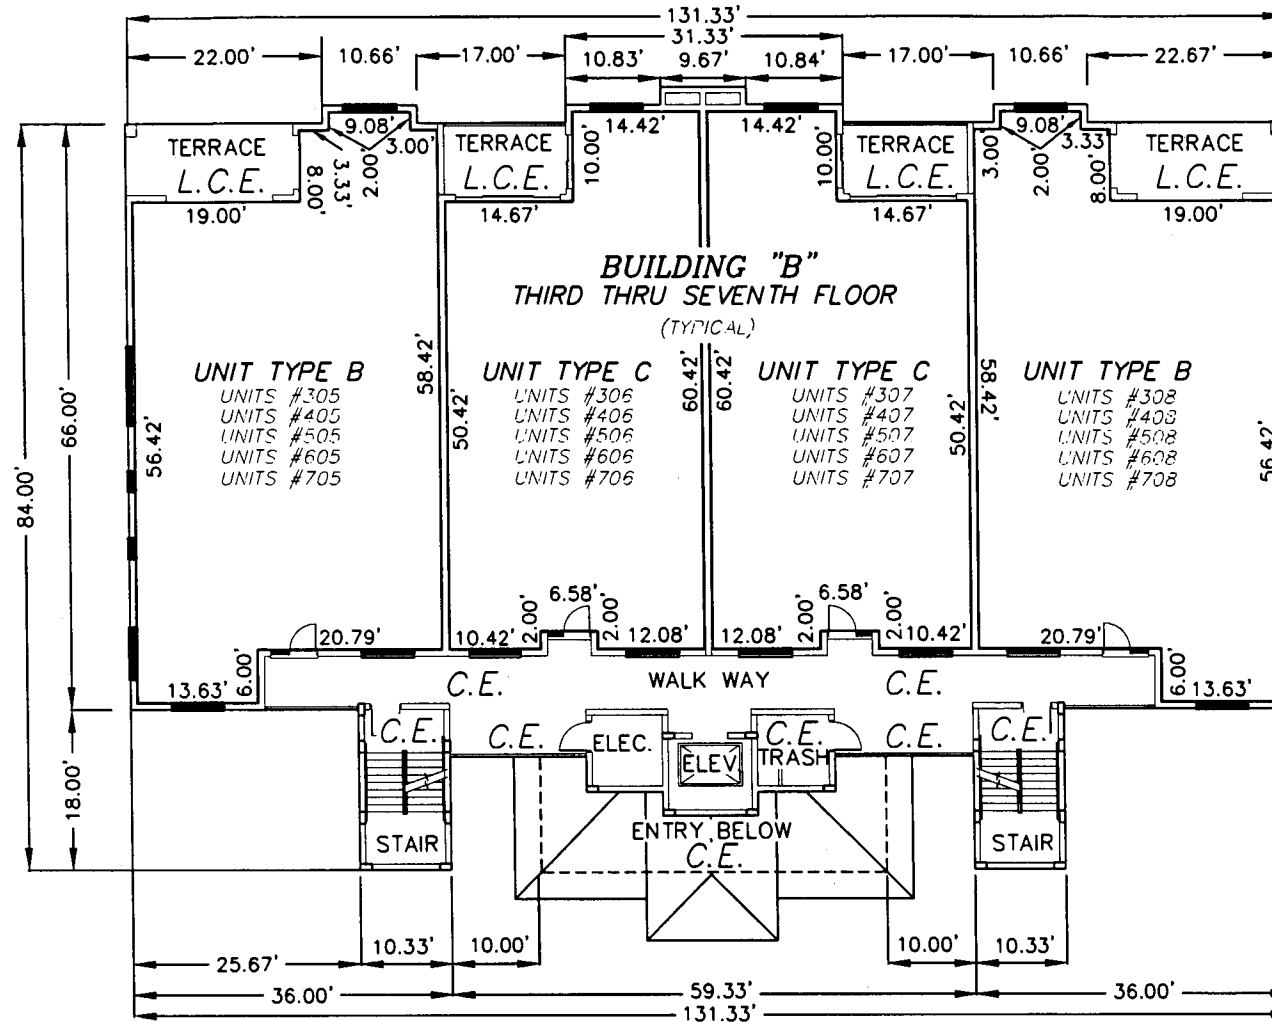 131.33'
31.33'
22.00' 10.66' 17.00' 10.83' 9.67' 10.84' 17.00' 10.66' 22.67'
9.08' 14.42' 14.42' 9.08'
TERRACE 3.00' TERRACE TERRACE 3.33' TERRACE
L.C.E. L.C.E. L.C.E. L.C.E.
3.33' 8.00' 2.00' 10.00' 10.00' 3.00' 2.00' 8.00'
19.00' 14.67' 14.67' 19.00'
BUILDING "B"
THIRD THRU SEVENTH FLOOR
(TYPICAL)
UNIT TYPE B UNIT TYPE C UNIT TYPE C UNIT TYPE B
UNITS #305 UNITS #306 UNITS #307 UNITS #308
UNITS #405 UNITS #406 UNITS #407 UNITS #408
UNITS #505 UNITS #506 UNITS #507 UNITS #508
UNITS #605 UNITS #606 UNITS #607 UNITS #608
UNITS #705 UNITS #706 UNITS #707 UNITS #708
84.00' 66.00' 56.42' 58.42' 50.42' 60.42' 60.42' 50.42' 58.42' 56.42'
6.58' 6.58'
2.00' 2.00' 2.00' 2.00'
20.79' 10.42' 12.08' 12.08' 10.42' 20.79'
13.63' 6.00' C.E. WALK WAY C.E. 6.00' 13.63'
18.00' C.E. C.E. ELEC. C.E. C.E. C.E.
ELEV. TRASH
STAIR ENTRY BELOW STAIR
C.E.
10.33' 10.00' 10.00' 10.33'
25.67'
36.00' 59.33' 36.00'
131.33'